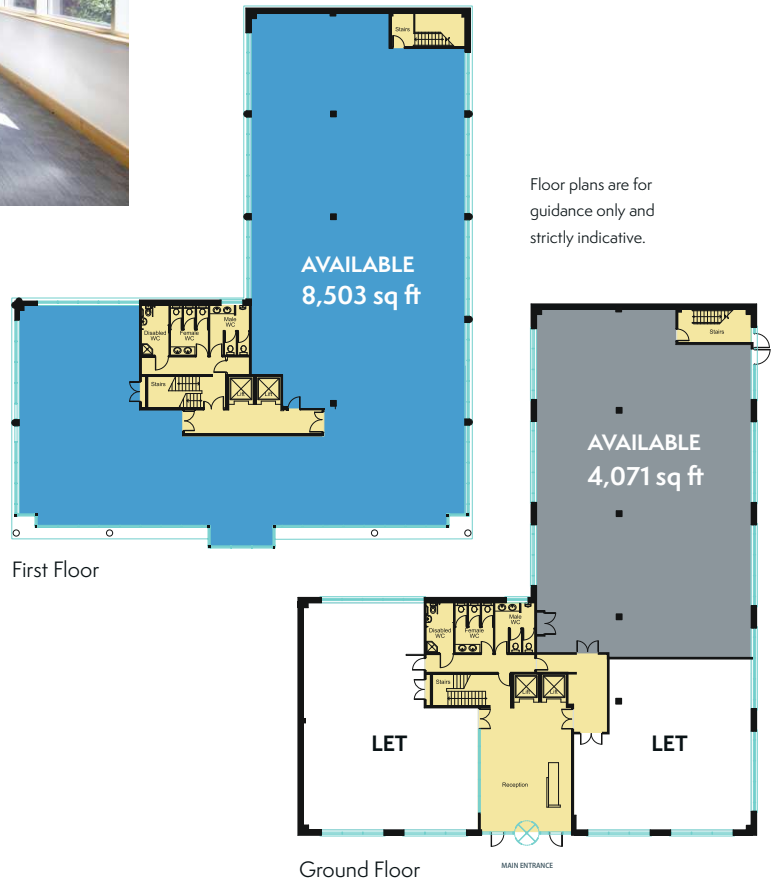 Stairs
Floor plans are for
guidance only and
strictly indicative.
AVAILABLE
8,503 sq ft
Disabled
WC
Female
WC
Male
WC
Stairs
Lift
Lift
First Floor
Stairs
AVAILABLE
4,071 sq ft
Disabled
WC
Female
WC
Male
WC
Stairs
Lift
Lift
LET
LET
Reception
Ground Floor
MAIN ENTRANCE